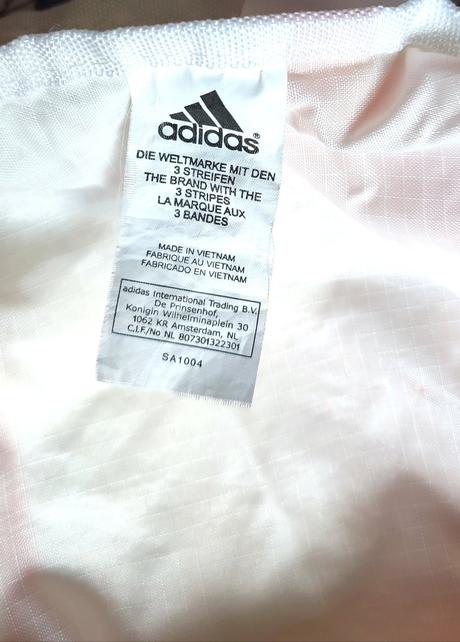 adidas®
DIE WELTMARKE MIT DEN
3 STREIFEN
THE BRAND WITH THE
3 STRIPES
LA MARQUE AUX
3 BANDES
MADE IN VIETNAM
FABRIQUE AU VIETNAM
FABRICADO EN VIETNAM
adidas International Trading B.V.
De Prinsenhof,
Konigin Wilhelminaplein 30
1062 KR Amsterdam, NL
C.I.F./No NL 807301322301
SA1004